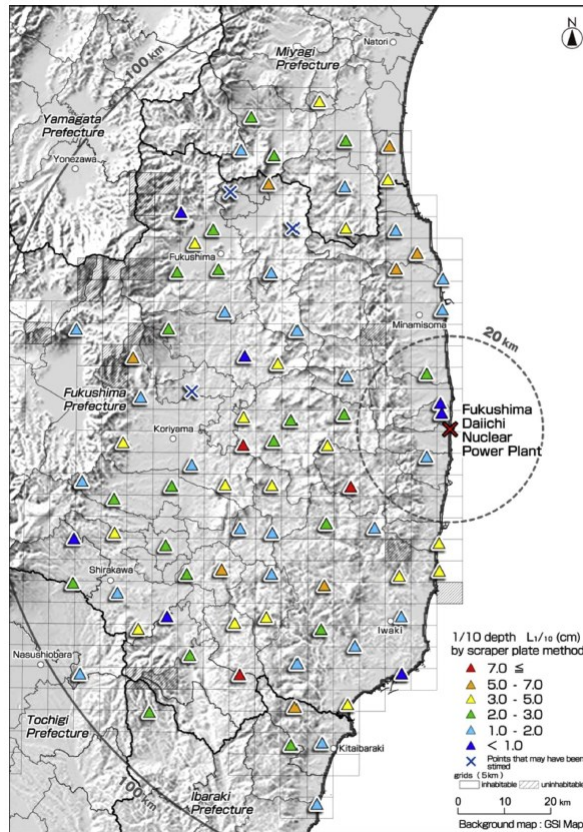 Natori
N
Miyagi
Prefecture
100 km
Yamagata
Prefecture
Yonezawa
Fukushima
Minamisoma
20 km
Fukushima
Prefecture
Fukushima
Daiichi
Nuclear
Power Plant
Koriyama
Shirakawa
Iwaki
Nasushiobara
Tochigi
Prefecture
100 km
Ibaraki
Prefecture
Kitaibaraki
1/10 depth L1/10 (cm)
by scraper plate method
7.0 ≤
5.0 - 7.0
3.0 - 5.0
2.0 - 3.0
1.0 - 2.0
< 1.0
Points that may have been
stirred
grids (5km)
inhabitable uninhabitable
0 10 20 km
Background map : GSI Map